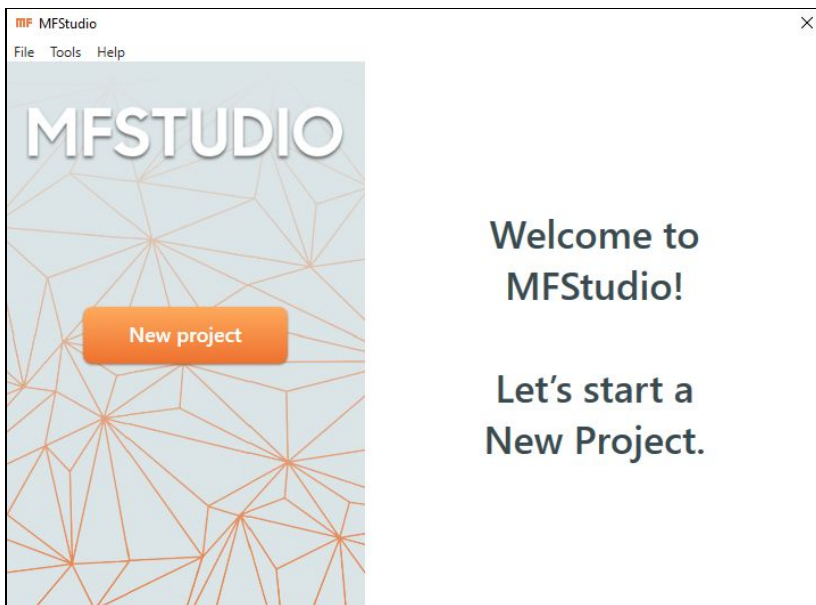 MF MFStudio
File Tools Help
MFSTUDIO
New project
Welcome to
MFStudio!
Let’s start a
New Project.